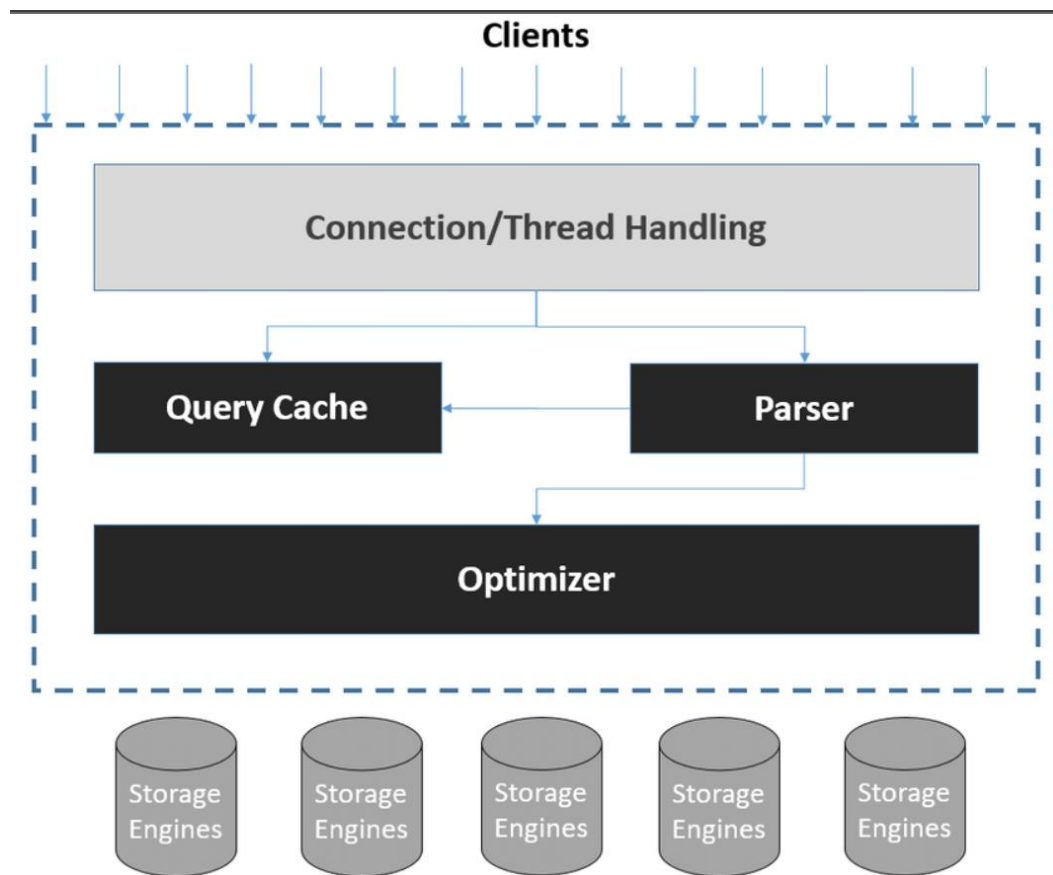 Clients
Connection/Thread Handling
Query Cache
Parser
Optimizer
Storage
Engines
Storage
Engines
Storage
Engines
Storage
Engines
Storage
Engines